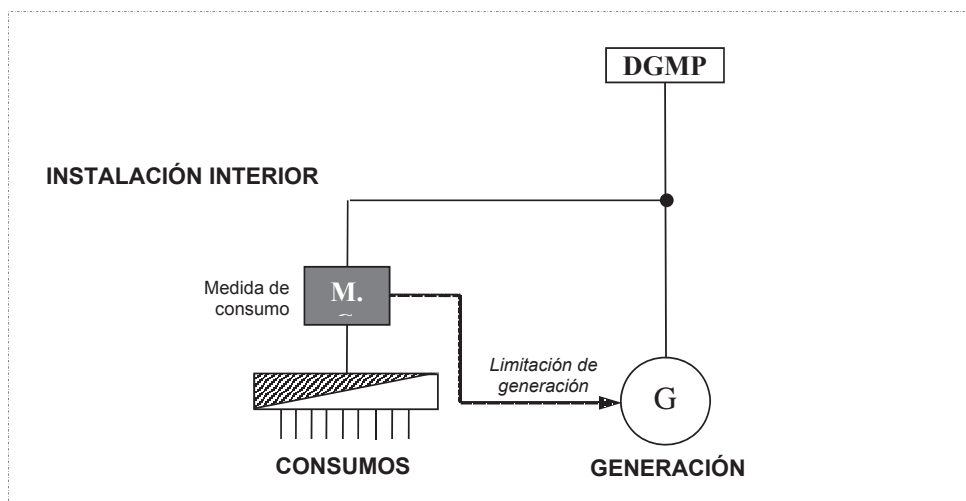 DGMP
INSTALACIÓN INTERIOR
Medida de
consumo
M.
~
Limitación de
generación
G
CONSUMOS
GENERACIÓN